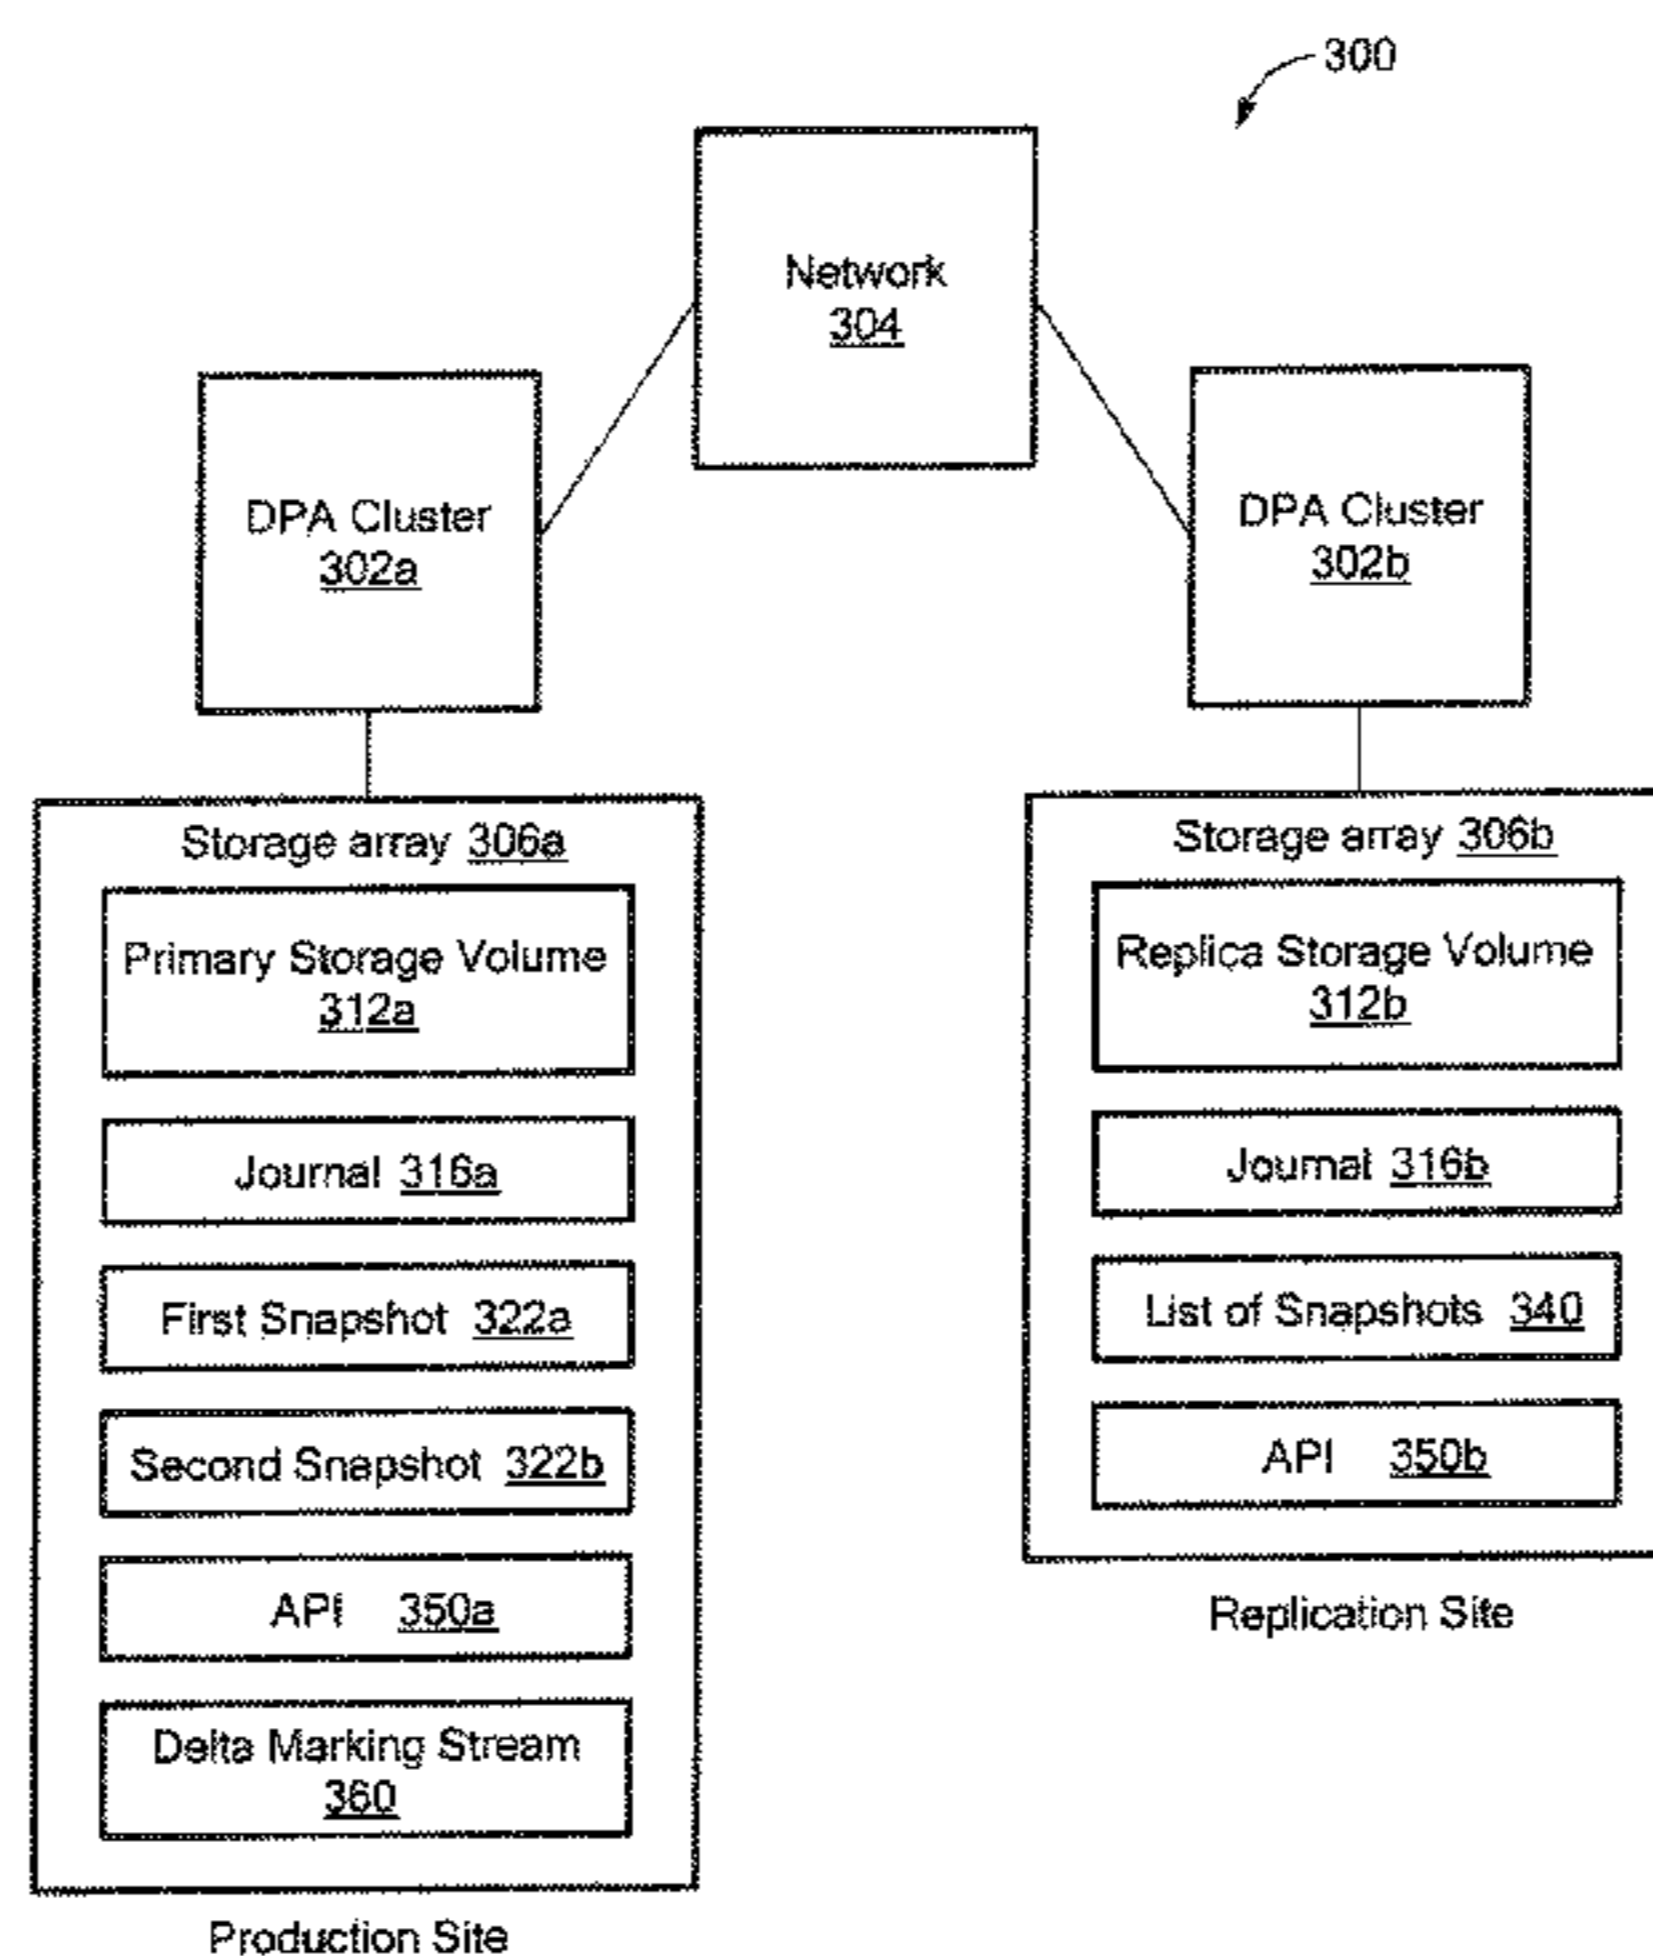 300
Network
304
DPA Cluster
302a
DPA Cluster
302b
Storage array 306a
Primary Storage Volume
312a
Journal 316a
First Snapshot 322a
Second Snapshot 322b
API 350a
Delta Marking Stream
360
Production Site
Storage array 306b
Replica Storage Volume
312b
Journal 316b
List of Snapshots 340
API 350b
Replication Site